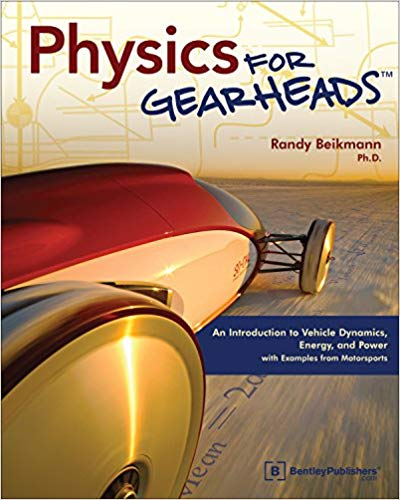 Physics FOR
GEARHEADS™
Randy Beikmann
Ph.D.
An Introduction to Vehicle Dynamics,
Energy, and Power
with Examples from Motorsports
B BentleyPublishers™
.com